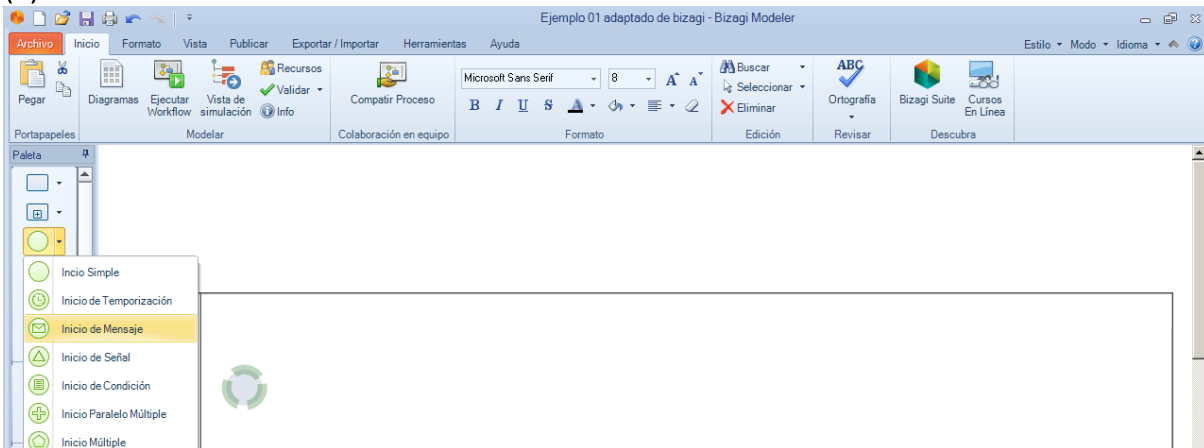 Ejemplo 01 adaptado de bizagi - Bizagi Modeler
Archivo Inicio Formato Vista Publicar Exportar / Importar Herramientas Ayuda Estilo Modo Idioma
Pegar
Portapapeles
Diagramas
Ejecutar Workflow
Vista de simulación
Recursos
Validar
Info
Modelar
Compatir Proceso
Colaboración en equipo
Microsoft Sans Serif 8 A A
B I U S A
Formato
Buscar
Seleccionar
Eliminar
Edición
ABC
Ortografía
Revisar
Bizagi Suite
Cursos En Línea
Descubra
Paleta
Incio Simple
Inicio de Temporización
Inicio de Mensaje
Inicio de Señal
Inicio de Condición
Inicio Paralelo Múltiple
Inicio Múltiple